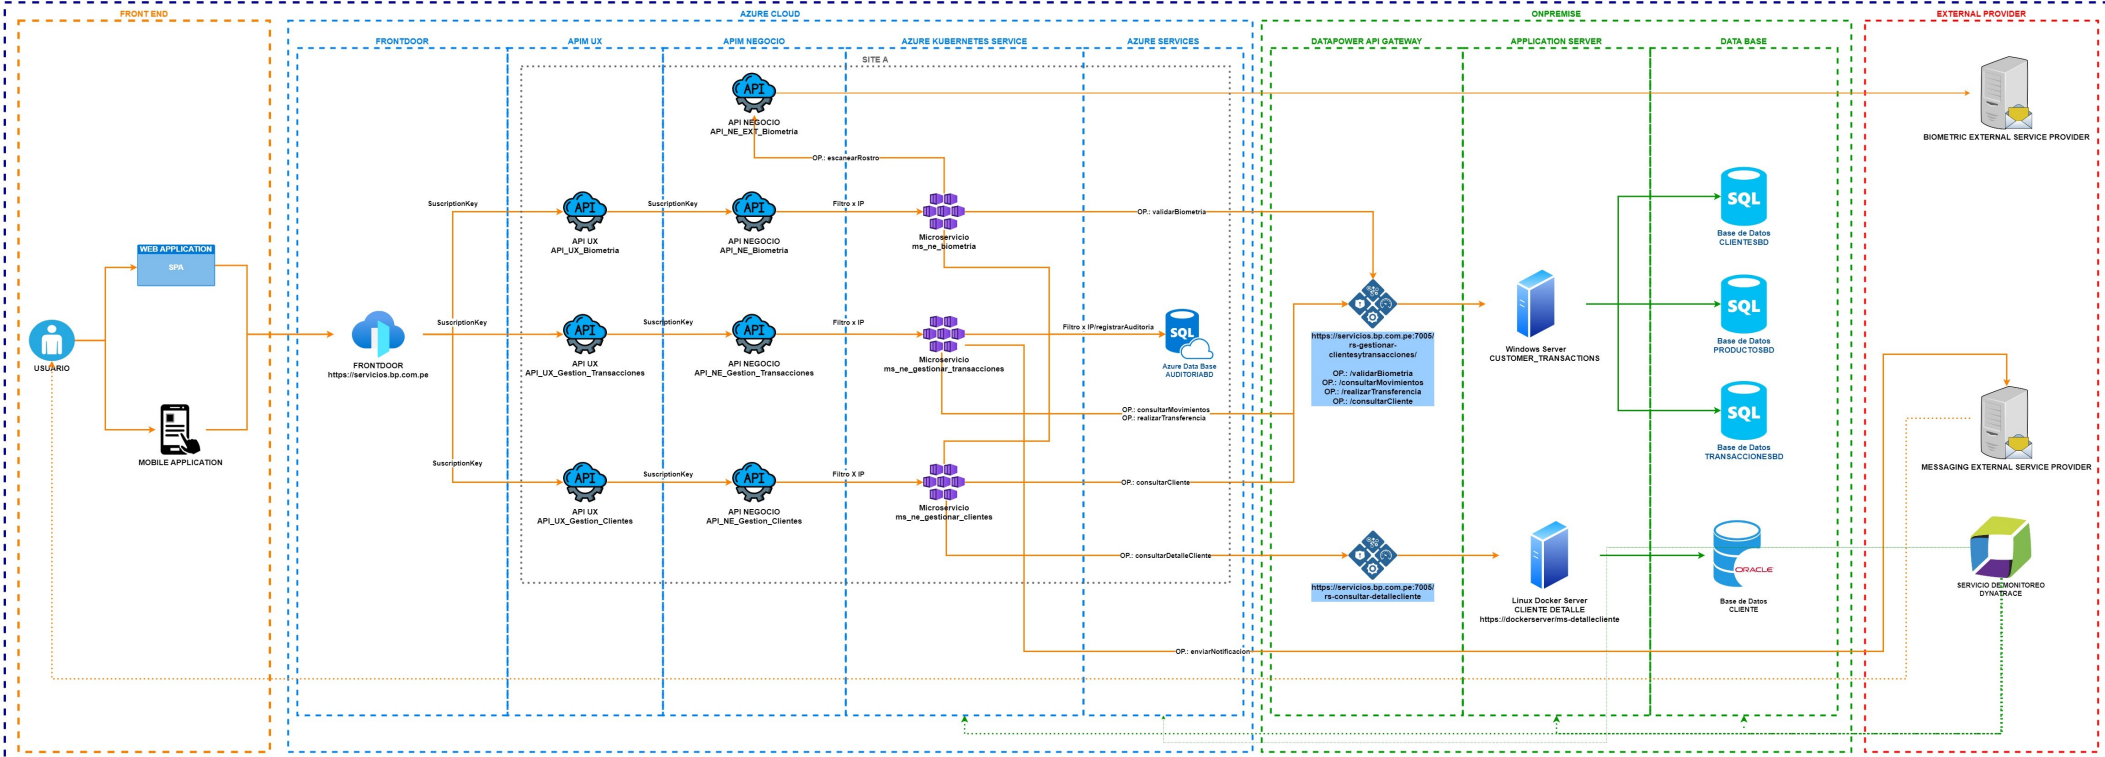 FRONT END
AZURE CLOUD
ONPREMISE
EXTERNAL PROVIDER
FRONTDOOR
APIM UX
APIM NEGOCIO
AZURE KUBERNETES SERVICE
AZURE SERVICES
DATAPOWER API GATEWAY
APPLICATION SERVER
DATA BASE
SITE A
API
API NEGOCIO
API_NE_EXT_Biometria
BIOMETRIC EXTERNAL SERVICE PROVIDER
OP.: escanearRostro
SuscriptionKey
API
API UX
API_UX_Biometria
SuscriptionKey
API
API NEGOCIO
API_NE_Biometria
Filtro x IP
Microservicio
ms_ne_biometria
OP.: validarBiometria
SQL
Base de Datos
CLIENTESBD
WEB APPLICATION
SPA
USUARIO
MOBILE APPLICATION
FRONTDOOR
https://servicios.bp.com.pe
SuscriptionKey
API
API UX
API_UX_Gestion_Transacciones
SuscriptionKey
API
API NEGOCIO
API_NE_Gestion_Transacciones
Filtro x IP
Microservicio
ms_ne_gestionar_transacciones
Filtro x IP/registrarAuditoria
SQL
Azure Data Base
AUDITORIABD
https://servicios.bp.com.pe:7005/
rs-gestionar-
clientesytransacciones/
OP.: /validarBiometria
OP.: /consultarMovimientos
OP.: /realizarTransferencia
OP.: /consultarCliente
Windows Server
CUSTOMER_TRANSACTIONS
SQL
Base de Datos
PRODUCTOSBD
OP.: consultarMovimientos
OP.: realizarTransferencia
SQL
Base de Datos
TRANSACCIONESBD
MESSAGING EXTERNAL SERVICE PROVIDER
SuscriptionKey
API
API UX
API_UX_Gestion_Clientes
SuscriptionKey
API
API NEGOCIO
API_NE_Gestion_Clientes
Filtro X IP
Microservicio
ms_ne_gestionar_clientes
OP.: consultarCliente
OP.: consultarDetalleCliente
https://servicios.bp.com.pe:7005/
rs-consultar-detallecliente
Linux Docker Server
CLIENTE DETALLE
https://dockerserver/ms-detallecliente
ORACLE
Base de Datos
CLIENTE
SERVICIO DE MONITOREO
DYNATRACE
OP.: enviarNotificacion